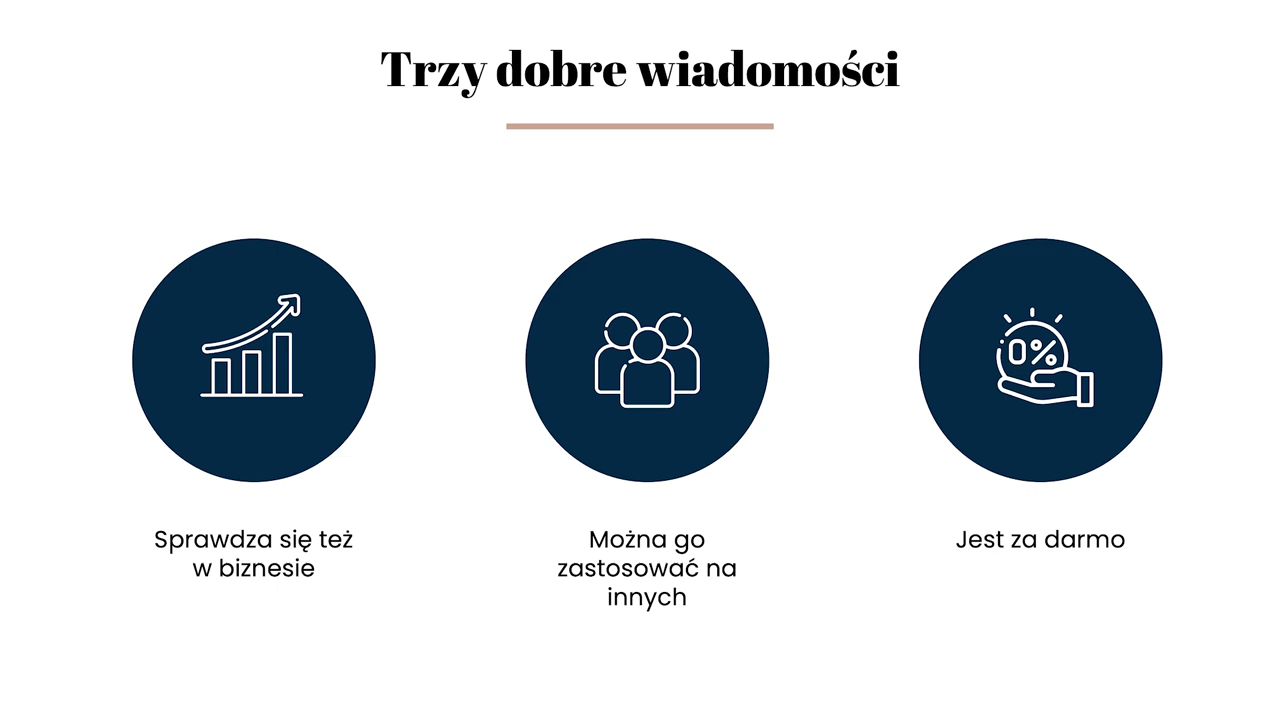 Trzy dobre wiadomości
0%
Sprawdza się też
w biznesie
Można go
zastosować na
innych
Jest za darmo